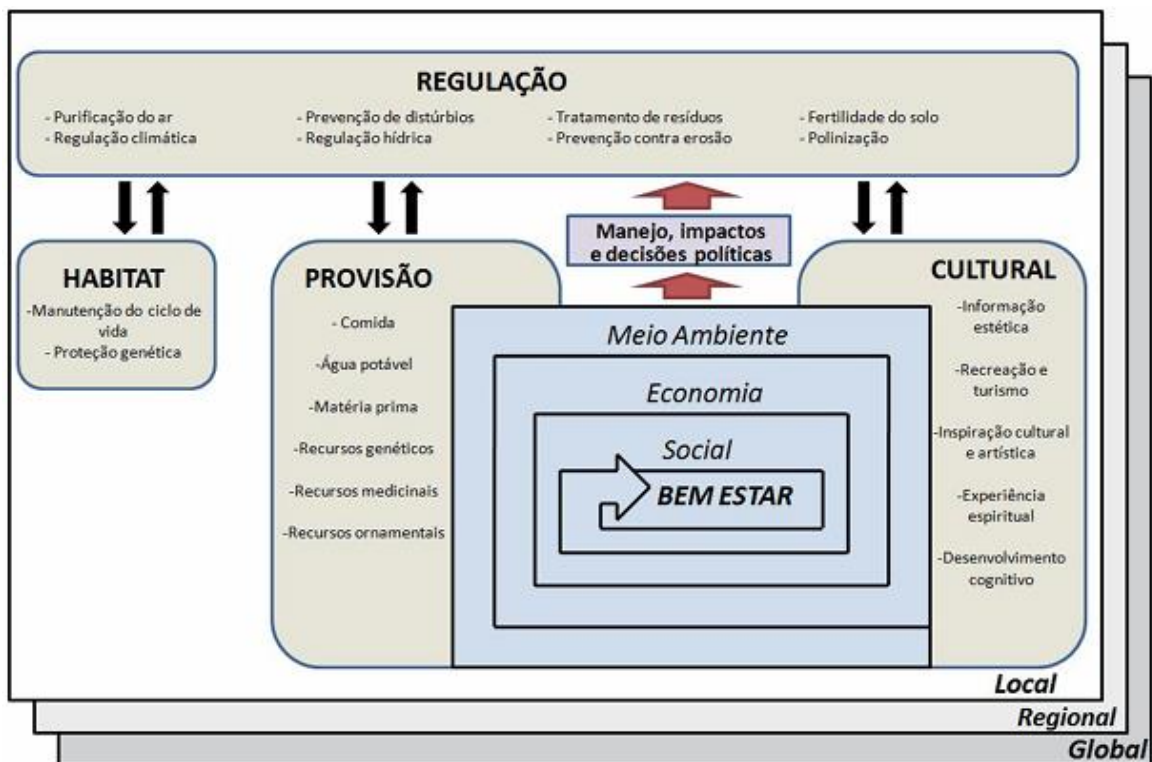 REGULAÇÃO
- Purificação do ar
- Regulação climática
- Prevenção de distúrbios
- Regulação hídrica
- Tratamento de resíduos
- Prevenção contra erosão
- Fertilidade do solo
- Polinização
Manejo, impactos
e decisões políticas
HABITAT
-Manutenção do ciclo de
vida
- Proteção genética
PROVISÃO
- Comida
-Água potável
-Matéria prima
-Recursos genéticos
-Recursos medicinais
-Recursos ornamentais
Meio Ambiente
Economia
Social
BEM ESTAR
CULTURAL
-Informação
estética
-Recreação e
turismo
-Inspiração cultural
e artística
-Experiência
espiritual
-Desenvolvimento
cognitivo
Local
Regional
Global